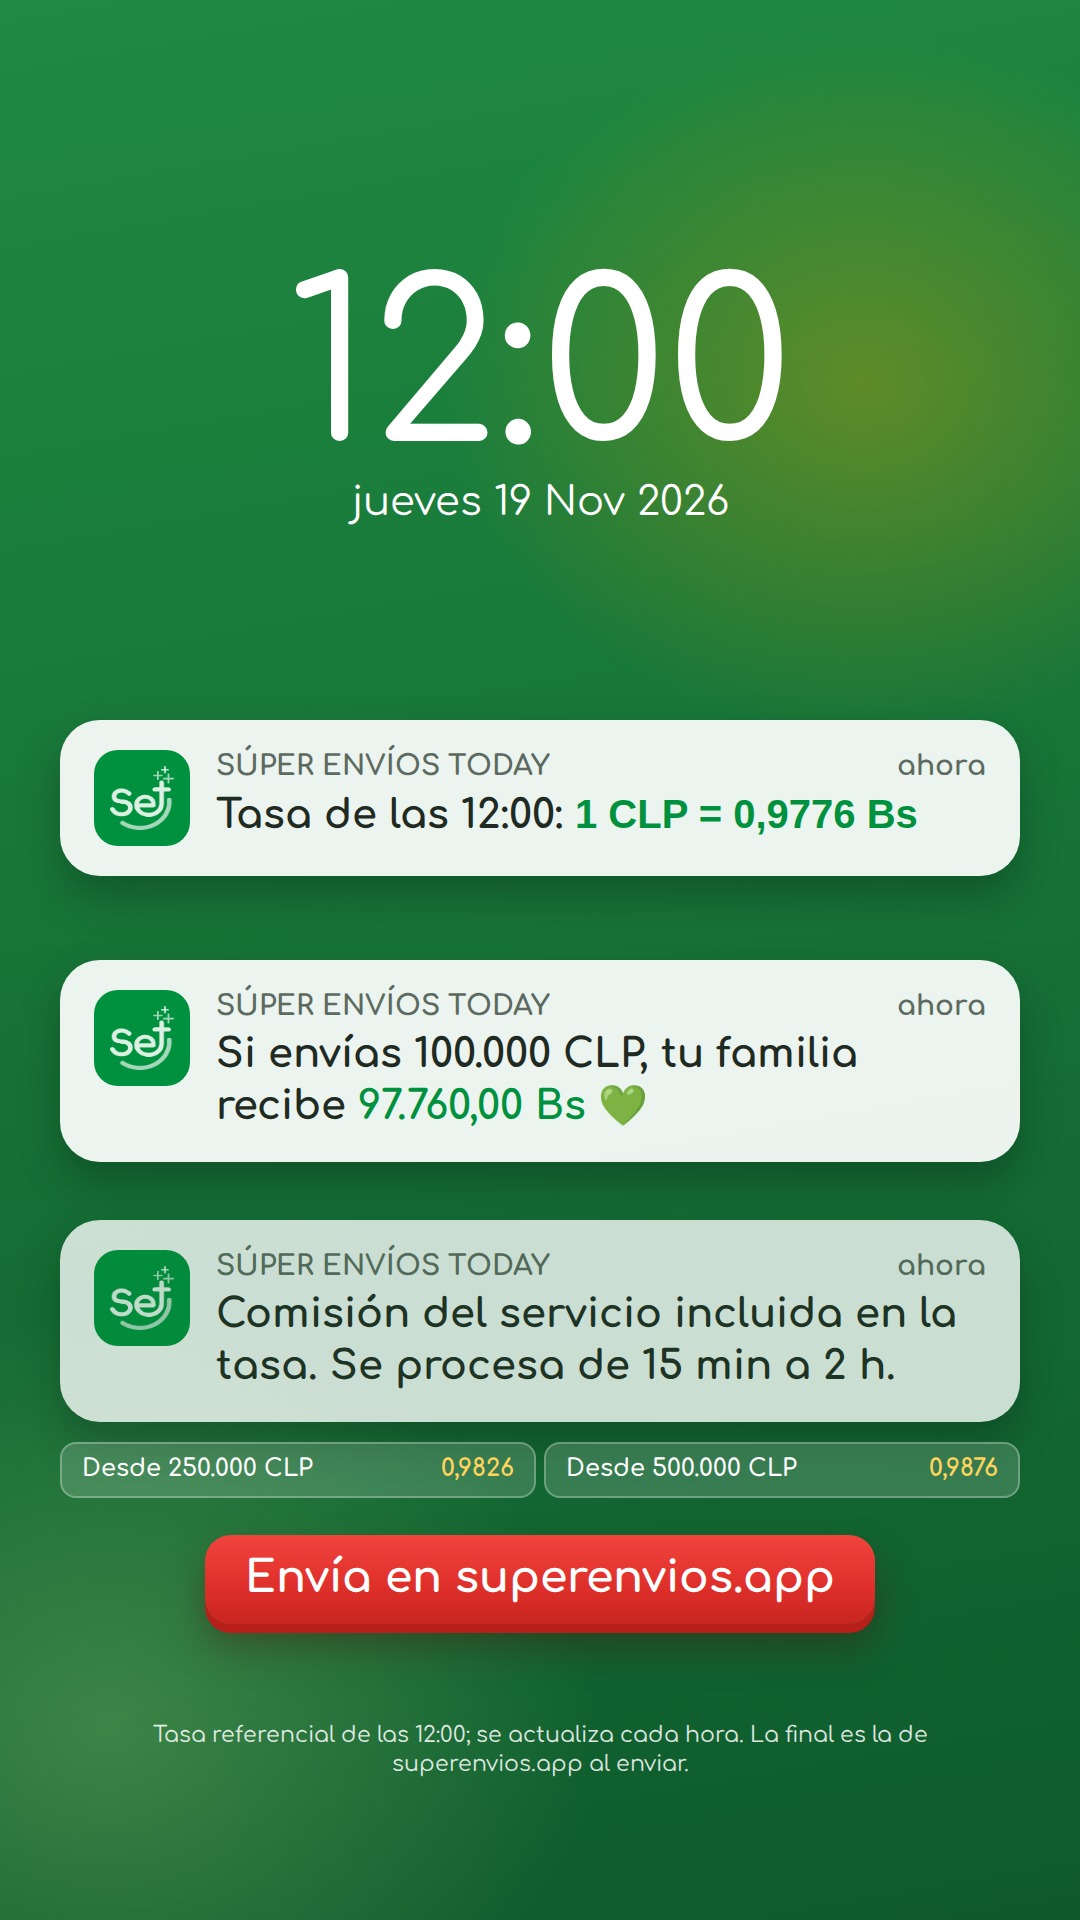 12:00
jueves 19 Nov 2026
set
SÚPER ENVÍOS TODAY ahora
Tasa de las 12:00: 1 CLP = 0,9776 Bs
set
SÚPER ENVÍOS TODAY ahora
Si envías 100.000 CLP, tu familia
recibe 97.760,00 Bs 💚
set
SÚPER ENVÍOS TODAY ahora
Comisión del servicio incluida en la
tasa. Se procesa de 15 min a 2 h.
Desde 250.000 CLP 0,9826 Desde 500.000 CLP 0,9876
Envía en superenvios.app
Tasa referencial de las 12:00; se actualiza cada hora. La final es la de
superenvios.app al enviar.